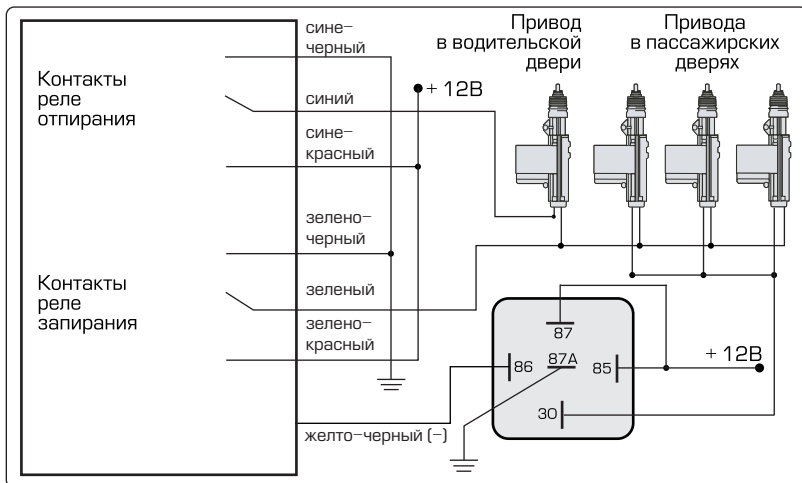 Контакты
реле
отпирания
Контакты
реле
запирания
сине-
черный
синий
сине-
красный
зелено-
черный
зеленый
зелено-
красный
желто-черный (-)
+ 12В
Привод
в водительской
двери
Привода
в пассажирских
дверях
87
86
87А
85
30
+ 12В